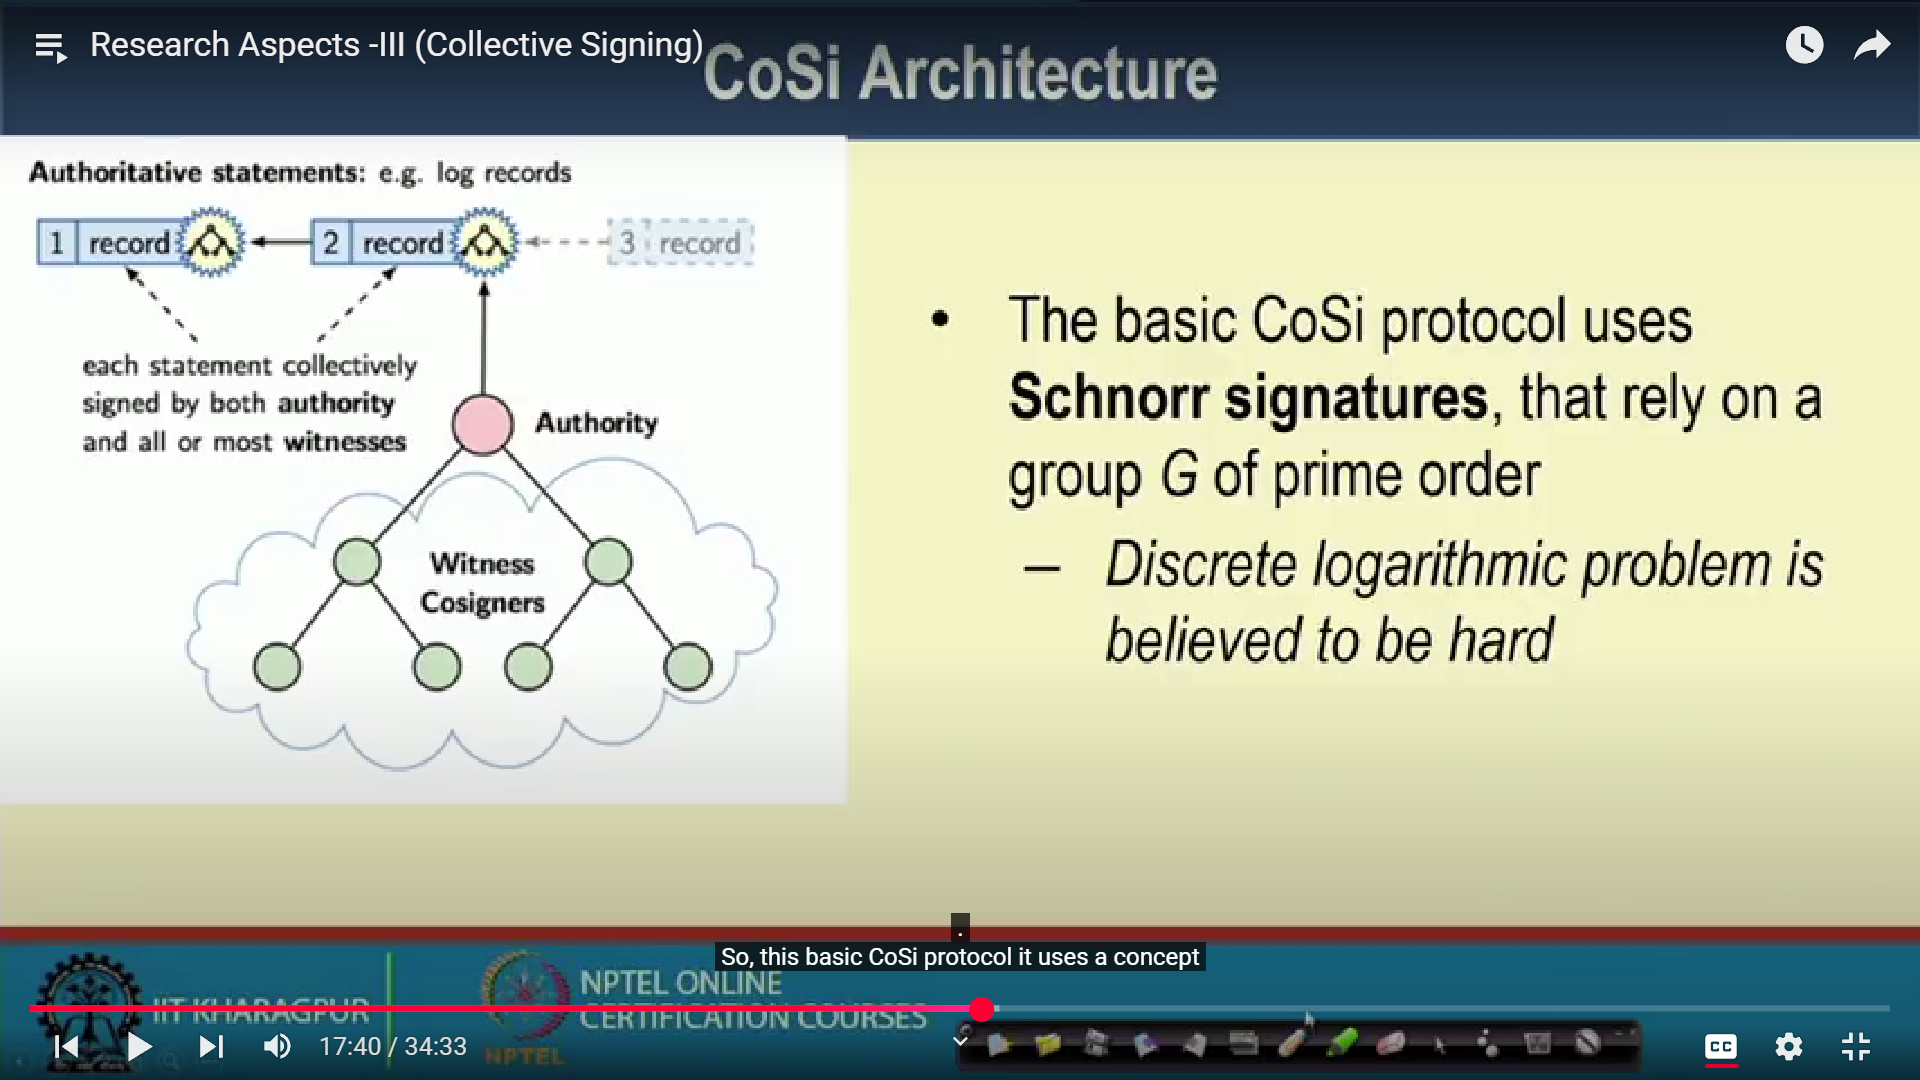 Research Aspects -III (Collective Signing)
CoSi Architecture
Authoritative statements: e.g. log records
1 record 2 record 3 record
each statement collectively
signed by both authority
and all or most witnesses
Authority
Witness
Cosigners
• The basic CoSi protocol uses
Schnorr signatures, that rely on a
group G of prime order
– Discrete logarithmic problem is
believed to be hard
.
So, this basic CoSi protocol it uses a concept
IIT KHARAGPUR
NPTEL ONLINE
CERTIFICATION COURSES
NPTEL
17:40 / 34:33
CC